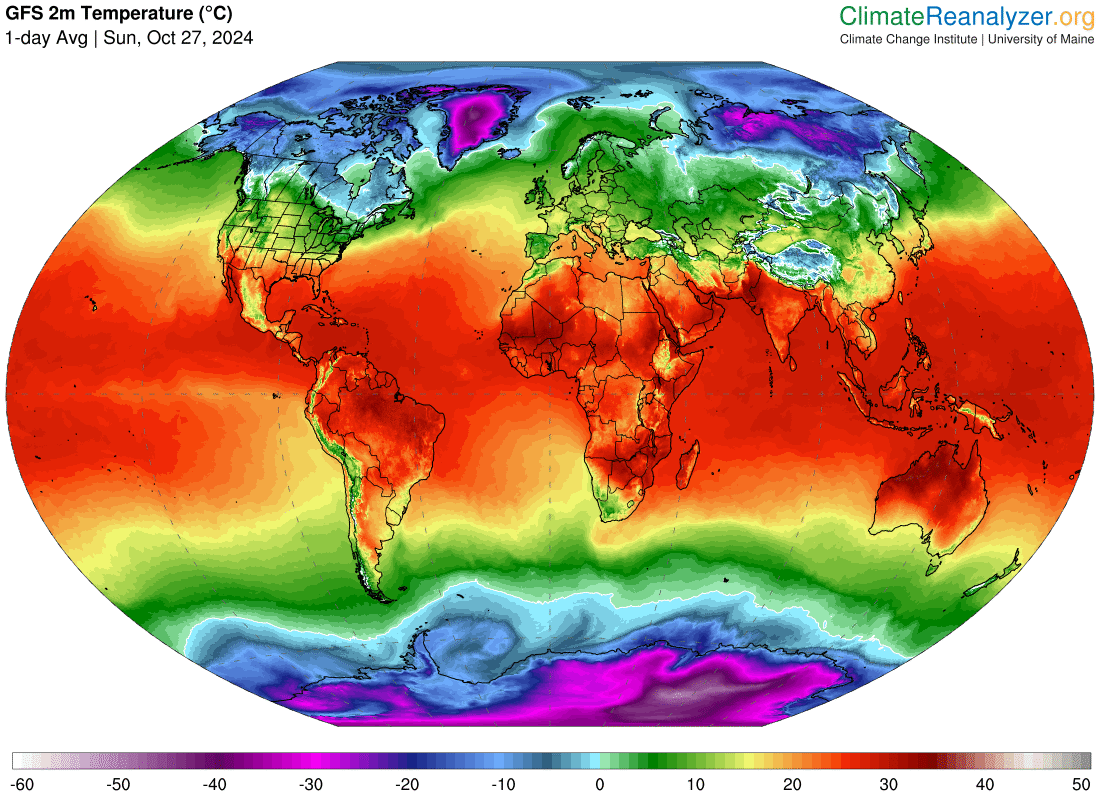 GFS 2m Temperature (°C)
1-day Avg | Sun, Oct 27, 2024
ClimateReanalyzer.org
Climate Change Institute | University of Maine
-60 -50 -40 -30 -20 -10 0 10 20 30 40 50